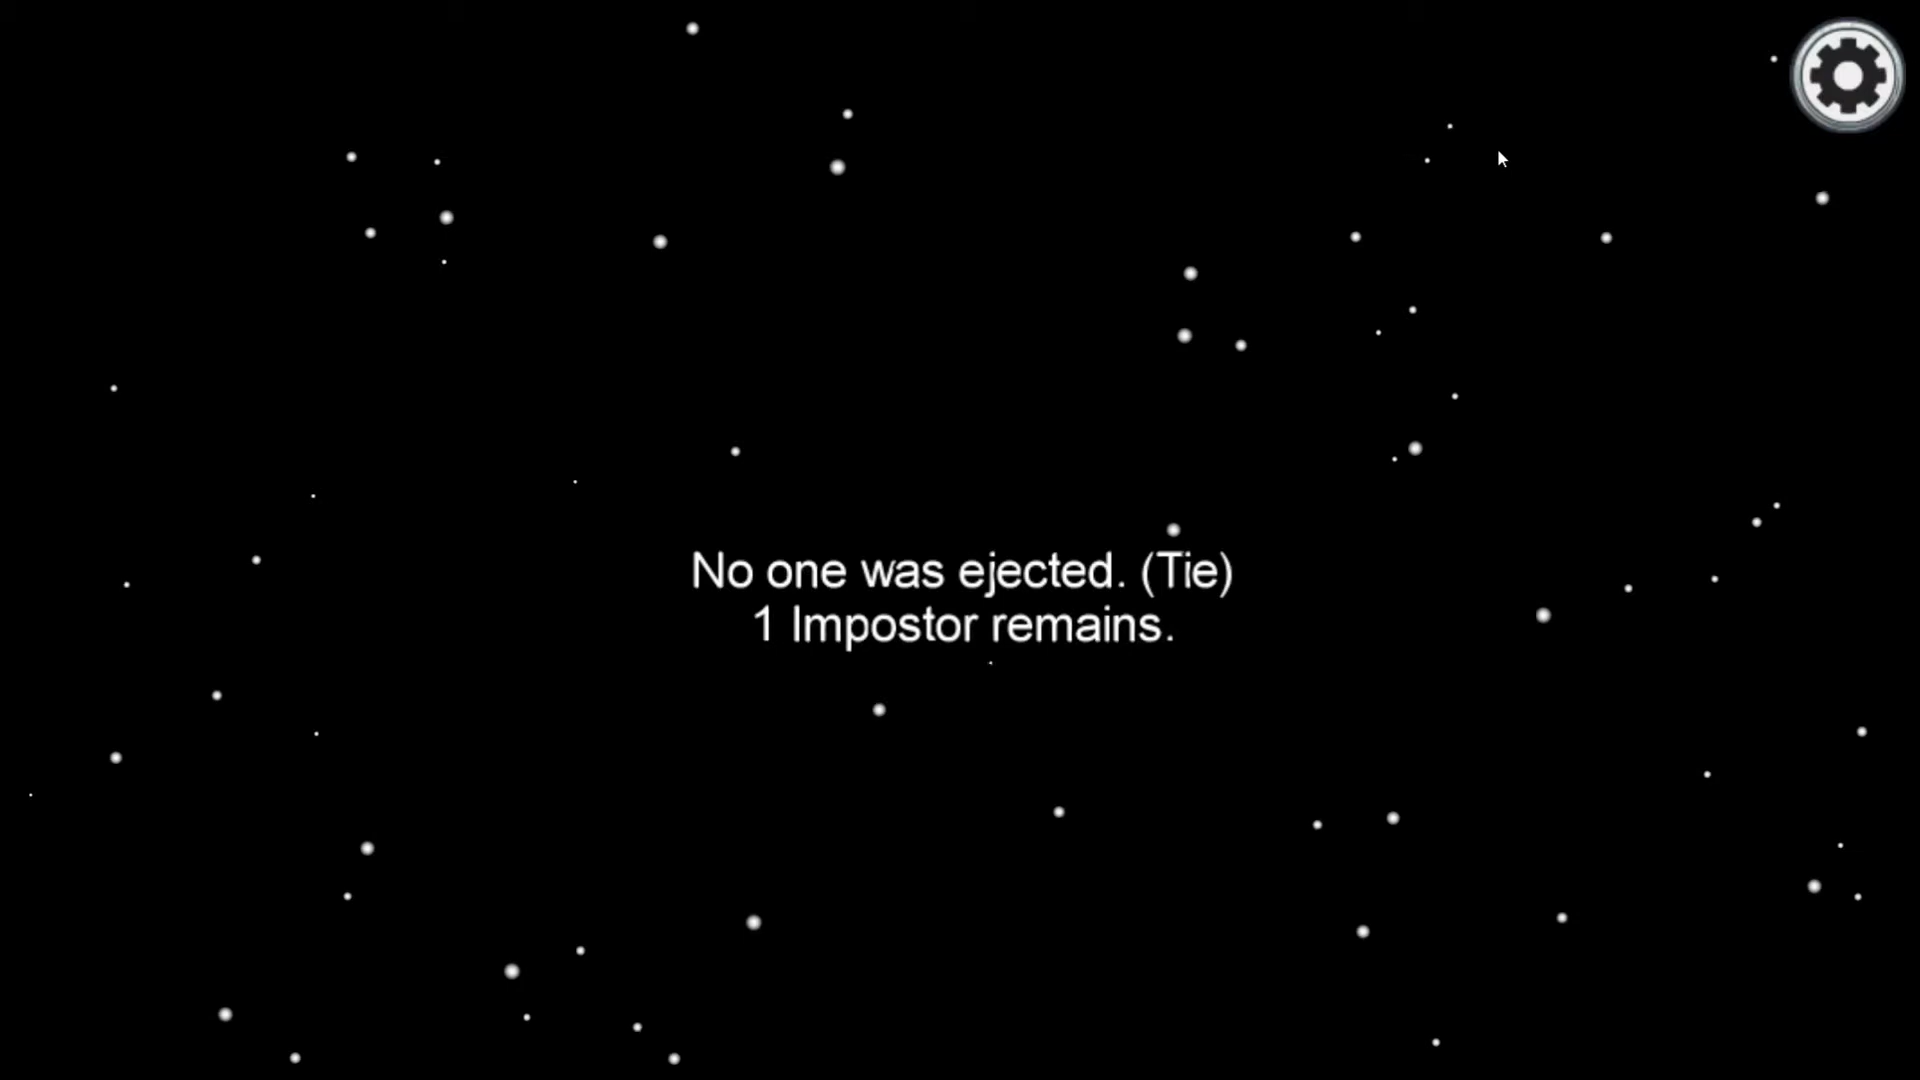 No one was ejected. (Tie)
1 Impostor remains.